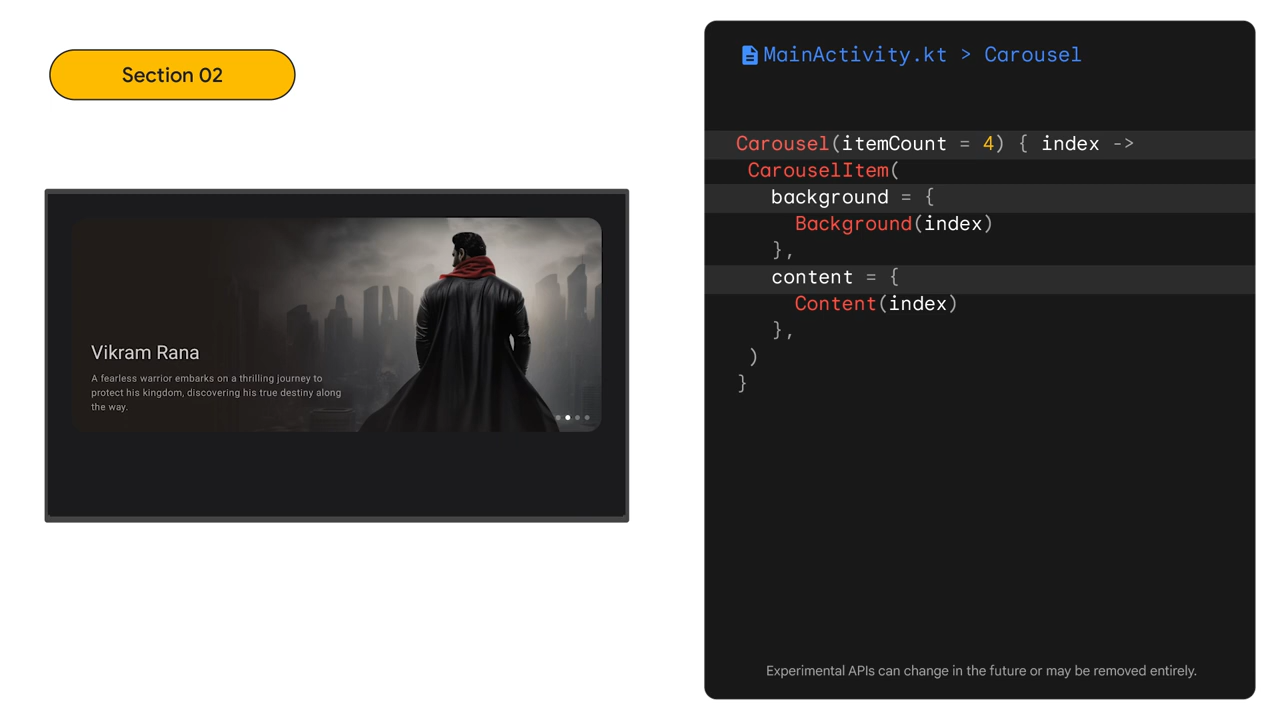 Section 02
Vikram Rana
A fearless warrior embarks on a thrilling journey to
protect his kingdom, discovering his true destiny along
the way.
MainActivity.kt > Carousel
Carousel(itemCount = 4) { index ->
CarouselItem(
background = {
Background(index)
},
content = {
Content(index)
},
)
}
Experimental APIs can change in the future or may be removed entirely.